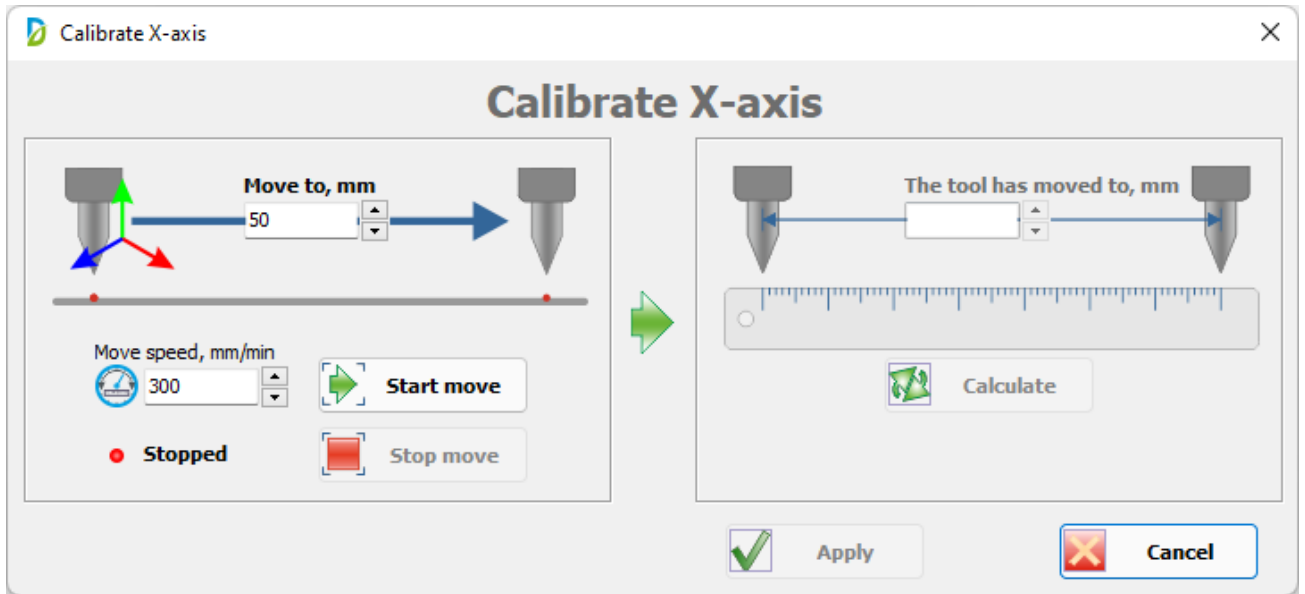 Calibrate X-axis
Calibrate X-axis
Move to, mm
50
Move speed, mm/min
300
Start move
Stopped
Stop move
The tool has moved to, mm
Calculate
Apply
Cancel